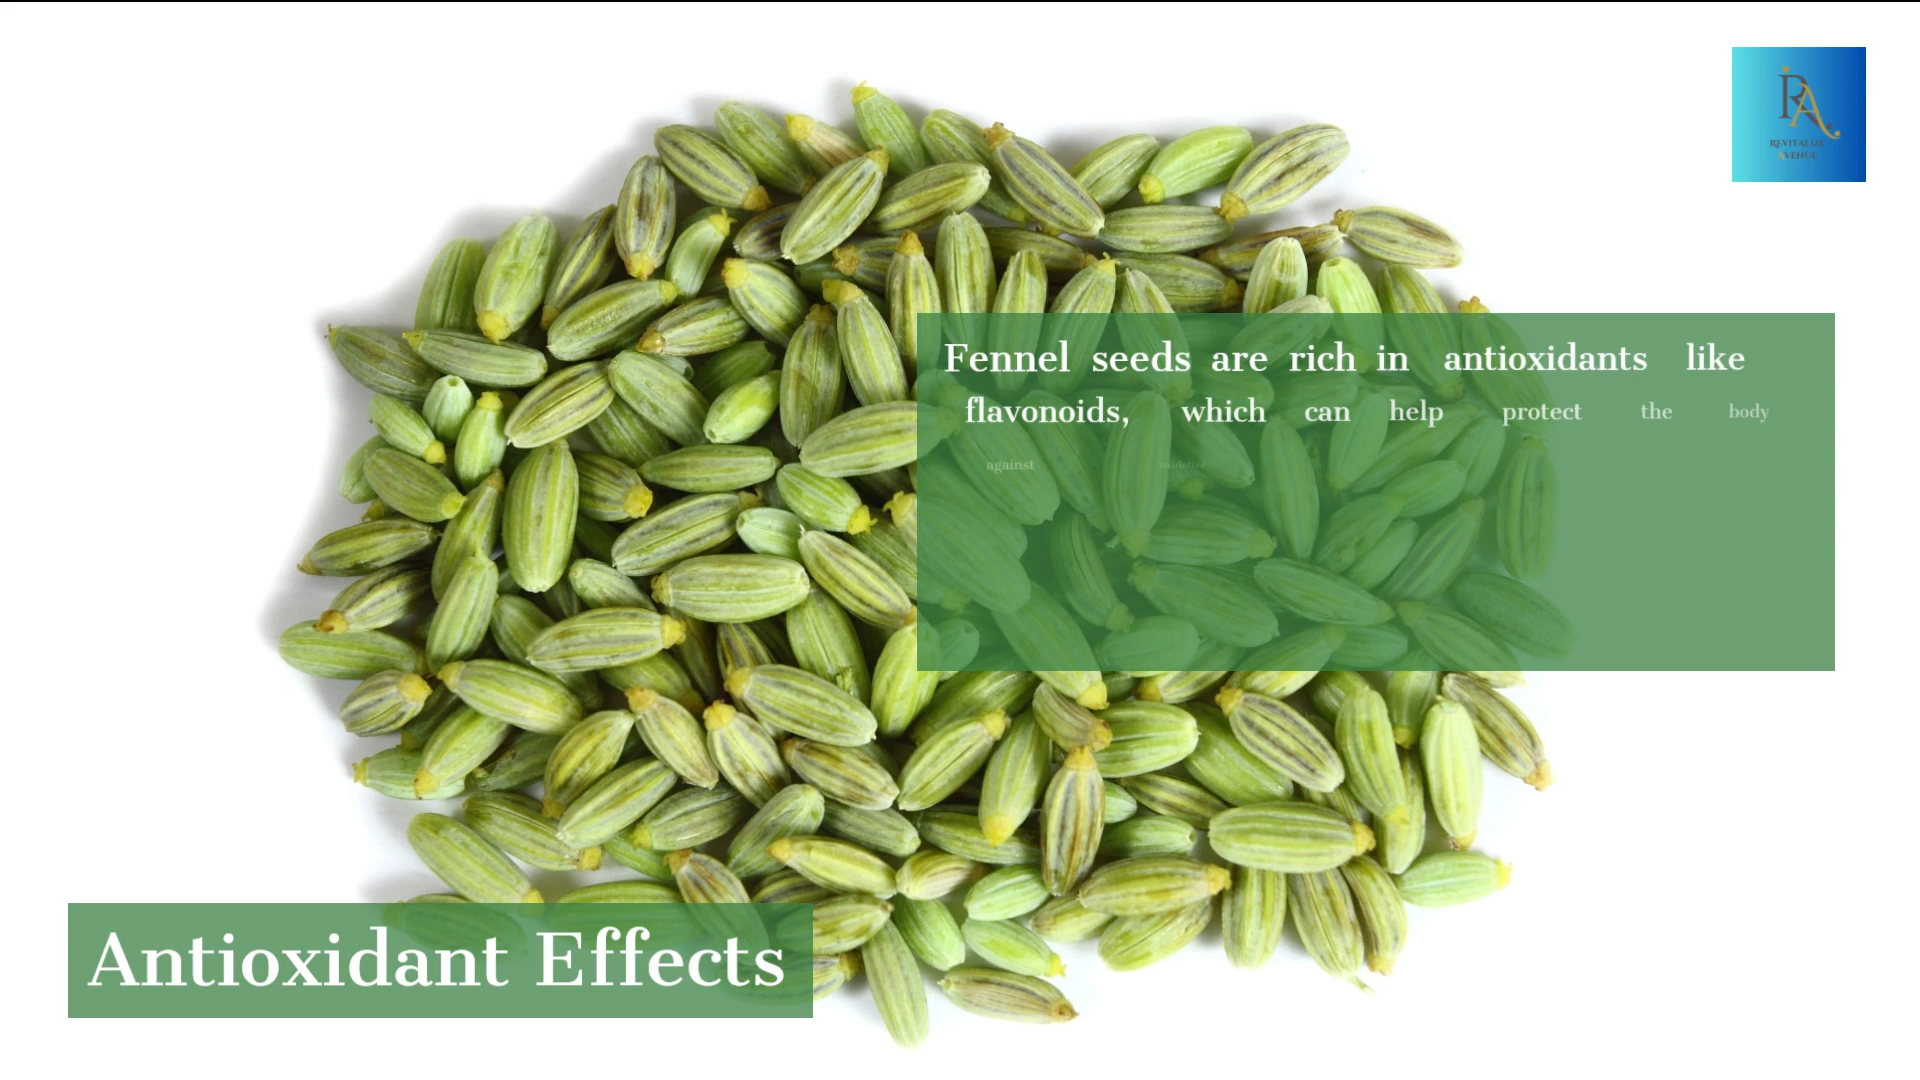 RA
REVITALIZE
AVENUE
Fennel seeds are rich in antioxidants like
flavonoids, which can help protect the body
against
Antioxidant Effects